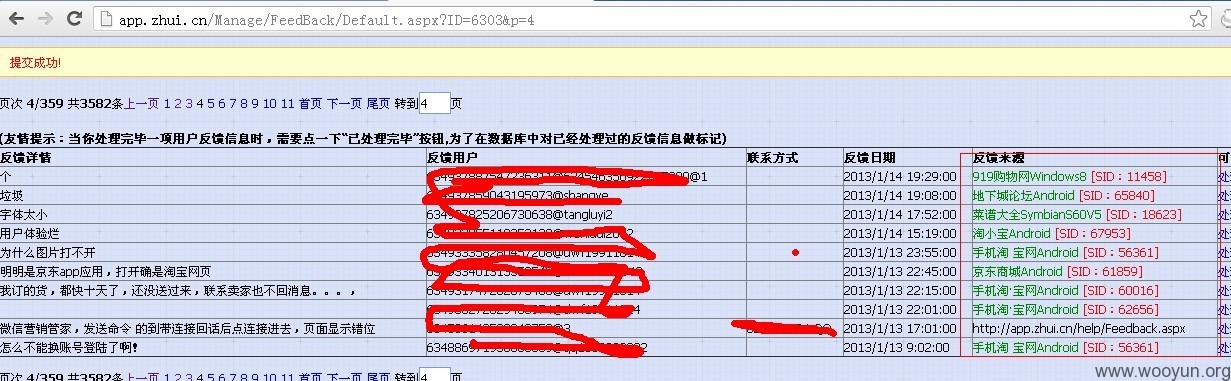 app.zhui.cn/Manage/FeedBack/Default.aspx?ID=6303&p=4
提交成功!
页次 4/359 共3582条上一页 1 2 3 4 5 6 7 8 9 10 11 首页 下一页 尾页 转到 4 页
(友情提示：当你处理完毕一项用户反馈信息时，需要点一下“已处理完毕”按钮,为了在数据库中对已经处理过的反馈信息做标记)
反馈详情 反馈用户 联系方式 反馈日期 反馈来源 可
个 @1 2013/1/14 19:29:00 919购物网Windows8 [SID：11458]
垃圾 634937859043195973@shangye 2013/1/14 19:08:00 地下城论坛Android [SID：65840]
字体太小 825206730638@tangluyi2 2013/1/14 17:52:00 菜谱大全SymbianS60V5 [SID：18623]
用户体验烂 2013/1/14 15:19:00 淘小宝Android [SID：67953]
为什么图片打不开 2013/1/13 23:55:00 手机淘 宝网Android [SID：56361]
明明是京东app应用，打开确是淘宝网页 2013/1/13 22:45:00 京东商城Android [SID：61859]
我订的货，都快十天了，还没送过来，联系卖家也不回消息。。。， 2013/1/13 22:15:00 手机淘·宝网Android [SID：60016]
2013/1/13 22:01:00 手机淘·宝网Android [SID：62656]
微信营销管家，发送命令 的到带连接回话后点连接进去，页面显示错位 2013/1/13 17:01:00 http://app.zhui.cn/help/Feedback.aspx
怎么不能换账号登陆了啊! 2013/1/13 9:02:00 手机淘 宝网Android [SID：56361]
页次 4/359 共3582条上一页 1 2 3 4 5 6 7 8 9 10 11 首页 下一页 尾页 转到 4 页
www.wooyun.org